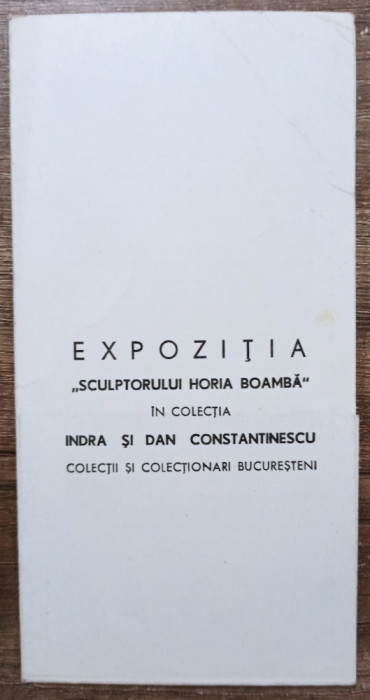 EXPOZIŢIA
„SCULPTORULUI HORIA BOAMBĂ“
ÎN COLECŢIA
INDRA ŞI DAN CONSTANTINESCU
COLECŢII ŞI COLECŢIONARI BUCUREŞTENI